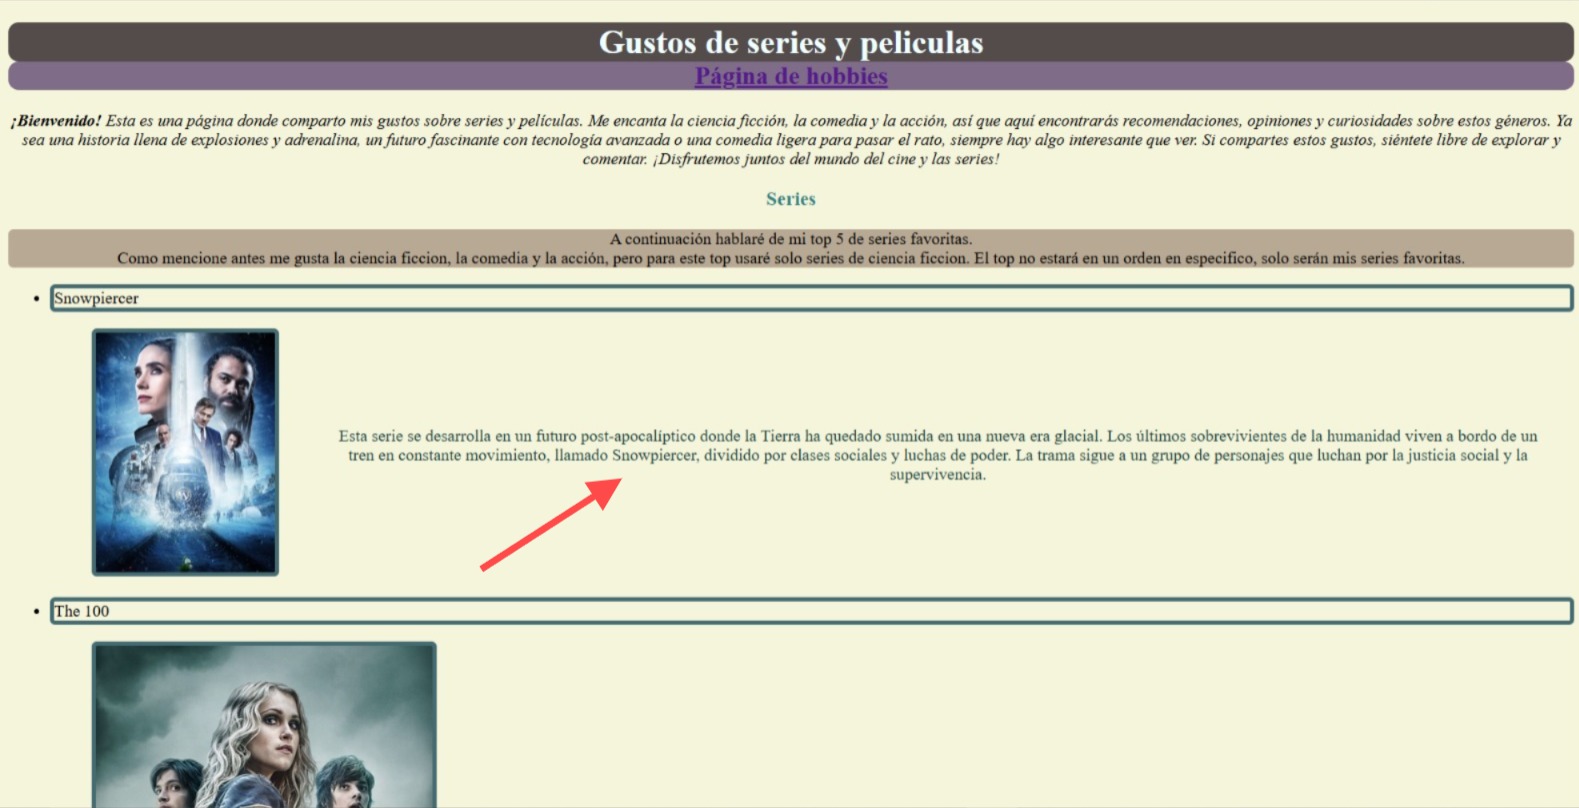 Gustos de series y peliculas
Página de hobbies
¡Bienvenido! Esta es una página donde comparto mis gustos sobre series y películas. Me encanta la ciencia ficción, la comedia y la acción, así que aquí encontrarás recomendaciones, opiniones y curiosidades sobre estos géneros. Ya
sea una historia llena de explosiones y adrenalina, un futuro fascinante con tecnología avanzada o una comedia ligera para pasar el rato, siempre hay algo interesante que ver. Si compartes estos gustos, siéntete libre de explorar y
comentar. ¡Disfrutemos juntos del mundo del cine y las series!
Series
A continuación hablaré de mi top 5 de series favoritas.
Como mencione antes me gusta la ciencia ficcion, la comedia y la acción, pero para este top usaré solo series de ciencia ficcion. El top no estará en un orden en especifico, solo serán mis series favoritas.
Snowpiercer
Esta serie se desarrolla en un futuro post-apocalíptico donde la Tierra ha quedado sumida en una nueva era glacial. Los últimos sobrevivientes de la humanidad viven a bordo de un
tren en constante movimiento, llamado Snowpiercer, dividido por clases sociales y luchas de poder. La trama sigue a un grupo de personajes que luchan por la justicia social y la
supervivencia.
The 100